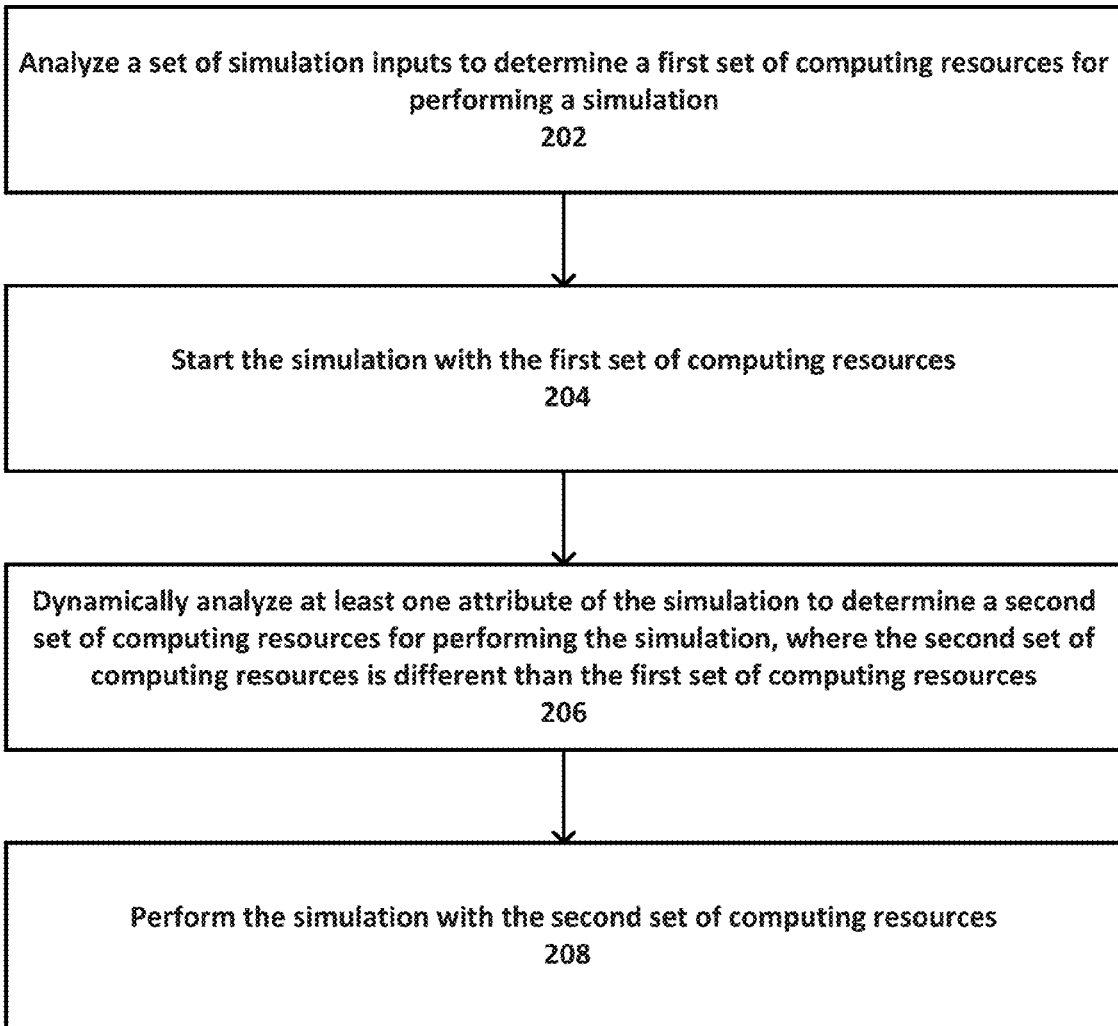 Analyze a set of simulation inputs to determine a first set of computing resources for
performing a simulation
202
Start the simulation with the first set of computing resources
204
Dynamically analyze at least one attribute of the simulation to determine a second
set of computing resources for performing the simulation, where the second set of
computing resources is different than the first set of computing resources
206
Perform the simulation with the second set of computing resources
208